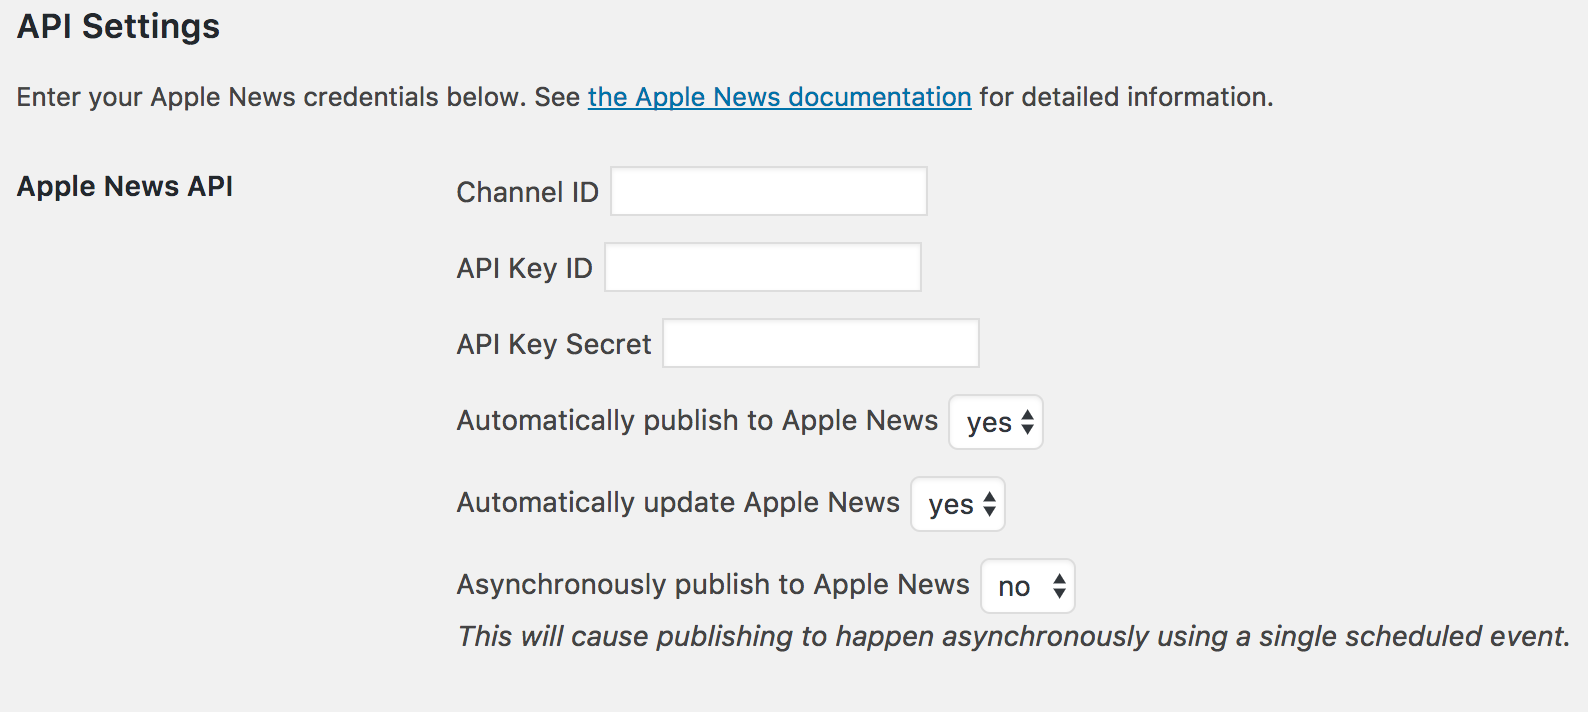 API Settings
Enter your Apple News credentials below. See the Apple News documentation for detailed information.
Apple News API
Channel ID
API Key ID
API Key Secret
Automatically publish to Apple News yes
Automatically update Apple News yes
Asynchronously publish to Apple News no
This will cause publishing to happen asynchronously using a single scheduled event.